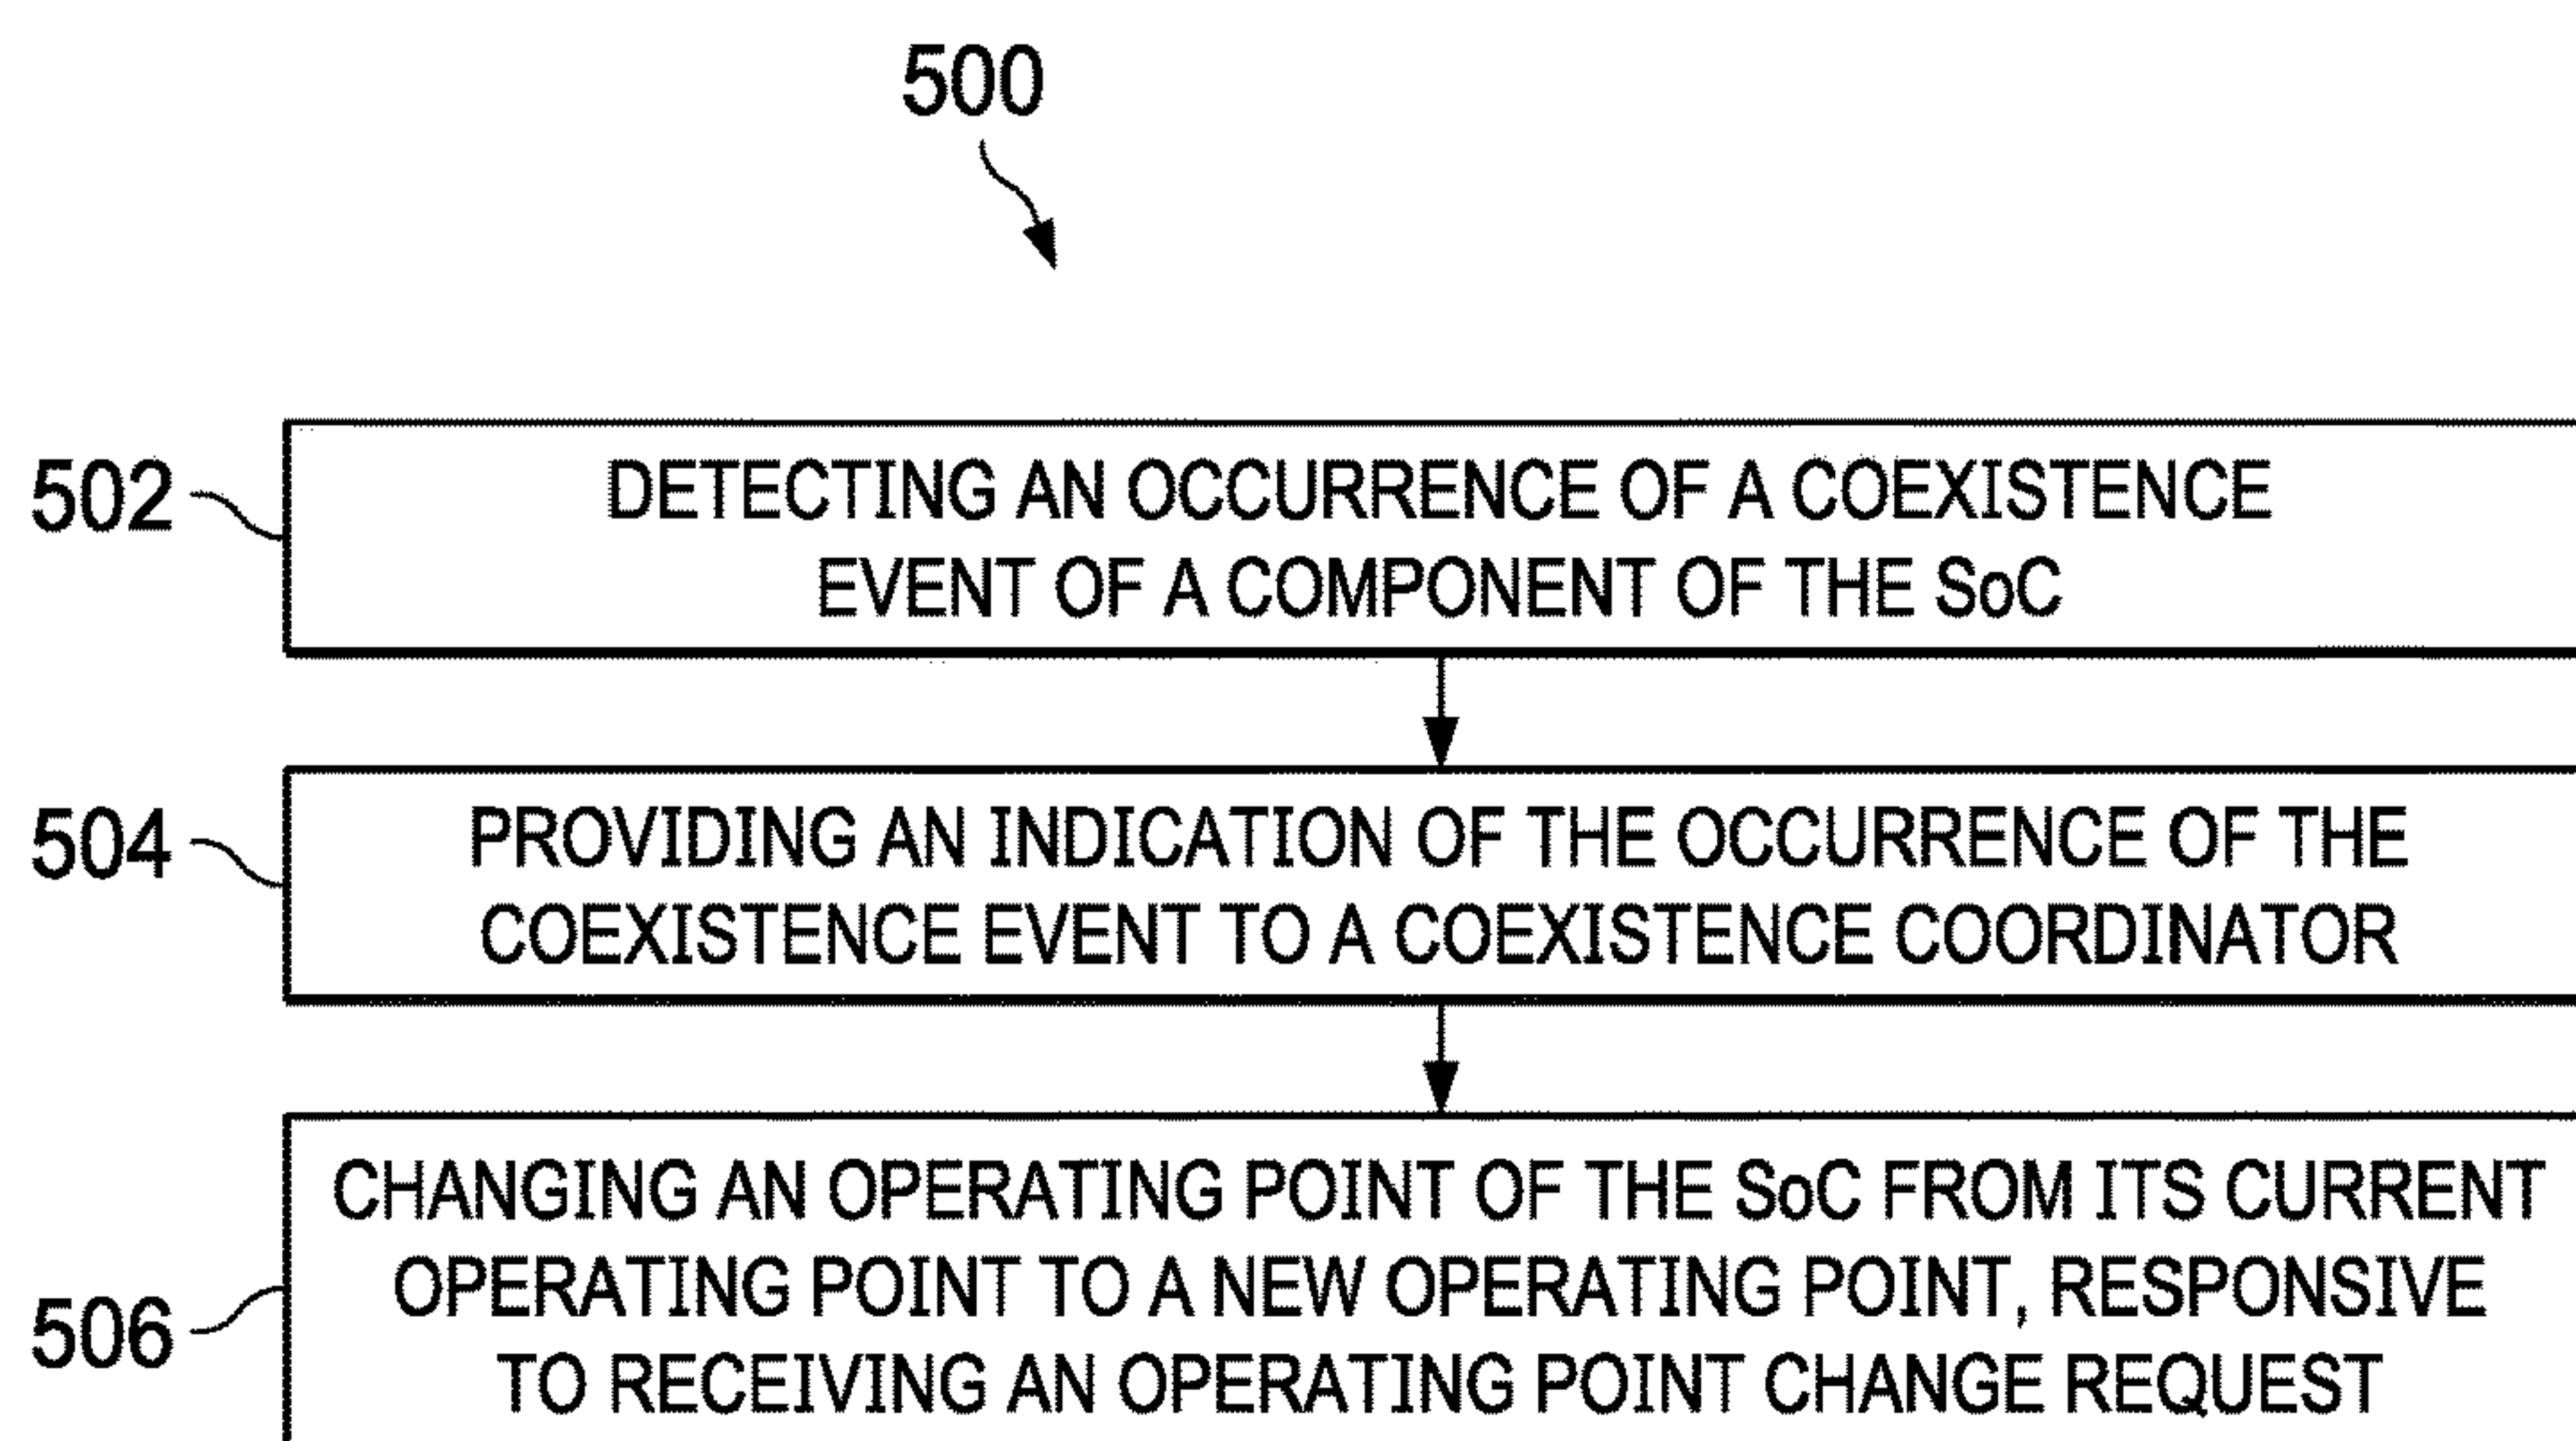 500
502
DETECTING AN OCCURRENCE OF A COEXISTENCE
EVENT OF A COMPONENT OF THE SoC
504
PROVIDING AN INDICATION OF THE OCCURRENCE OF THE
COEXISTENCE EVENT TO A COEXISTENCE COORDINATOR
506
CHANGING AN OPERATING POINT OF THE SoC FROM ITS CURRENT
OPERATING POINT TO A NEW OPERATING POINT, RESPONSIVE
TO RECEIVING AN OPERATING POINT CHANGE REQUEST